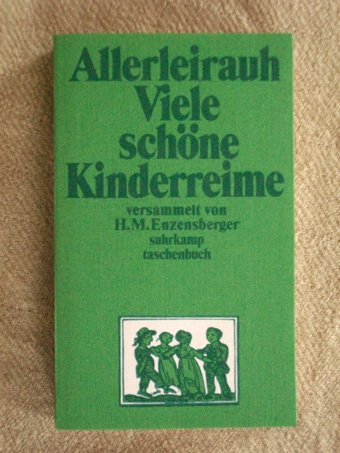 Allerleirauh
Viele
schöne
Kinderreime
versammelt von
H.M.Enzensberger
suhrkamp
taschenbuch